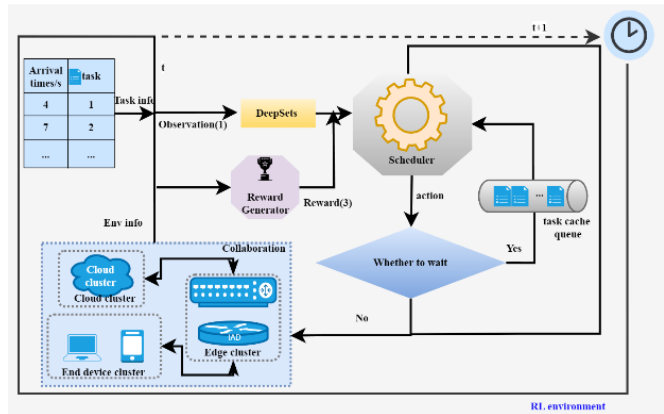 t+1
t
Arrival
times/s
task
4
1
7
2
...
...
Task info
Observation(1)
DeepSets
Scheduler
Reward
Generator
Reward(3)
action
...
task cache
queue
Env info
Whether to wait
Yes
No
Collaboration
Cloud
cluster
Cloud cluster
IAD
Edge cluster
End device cluster
RL environment